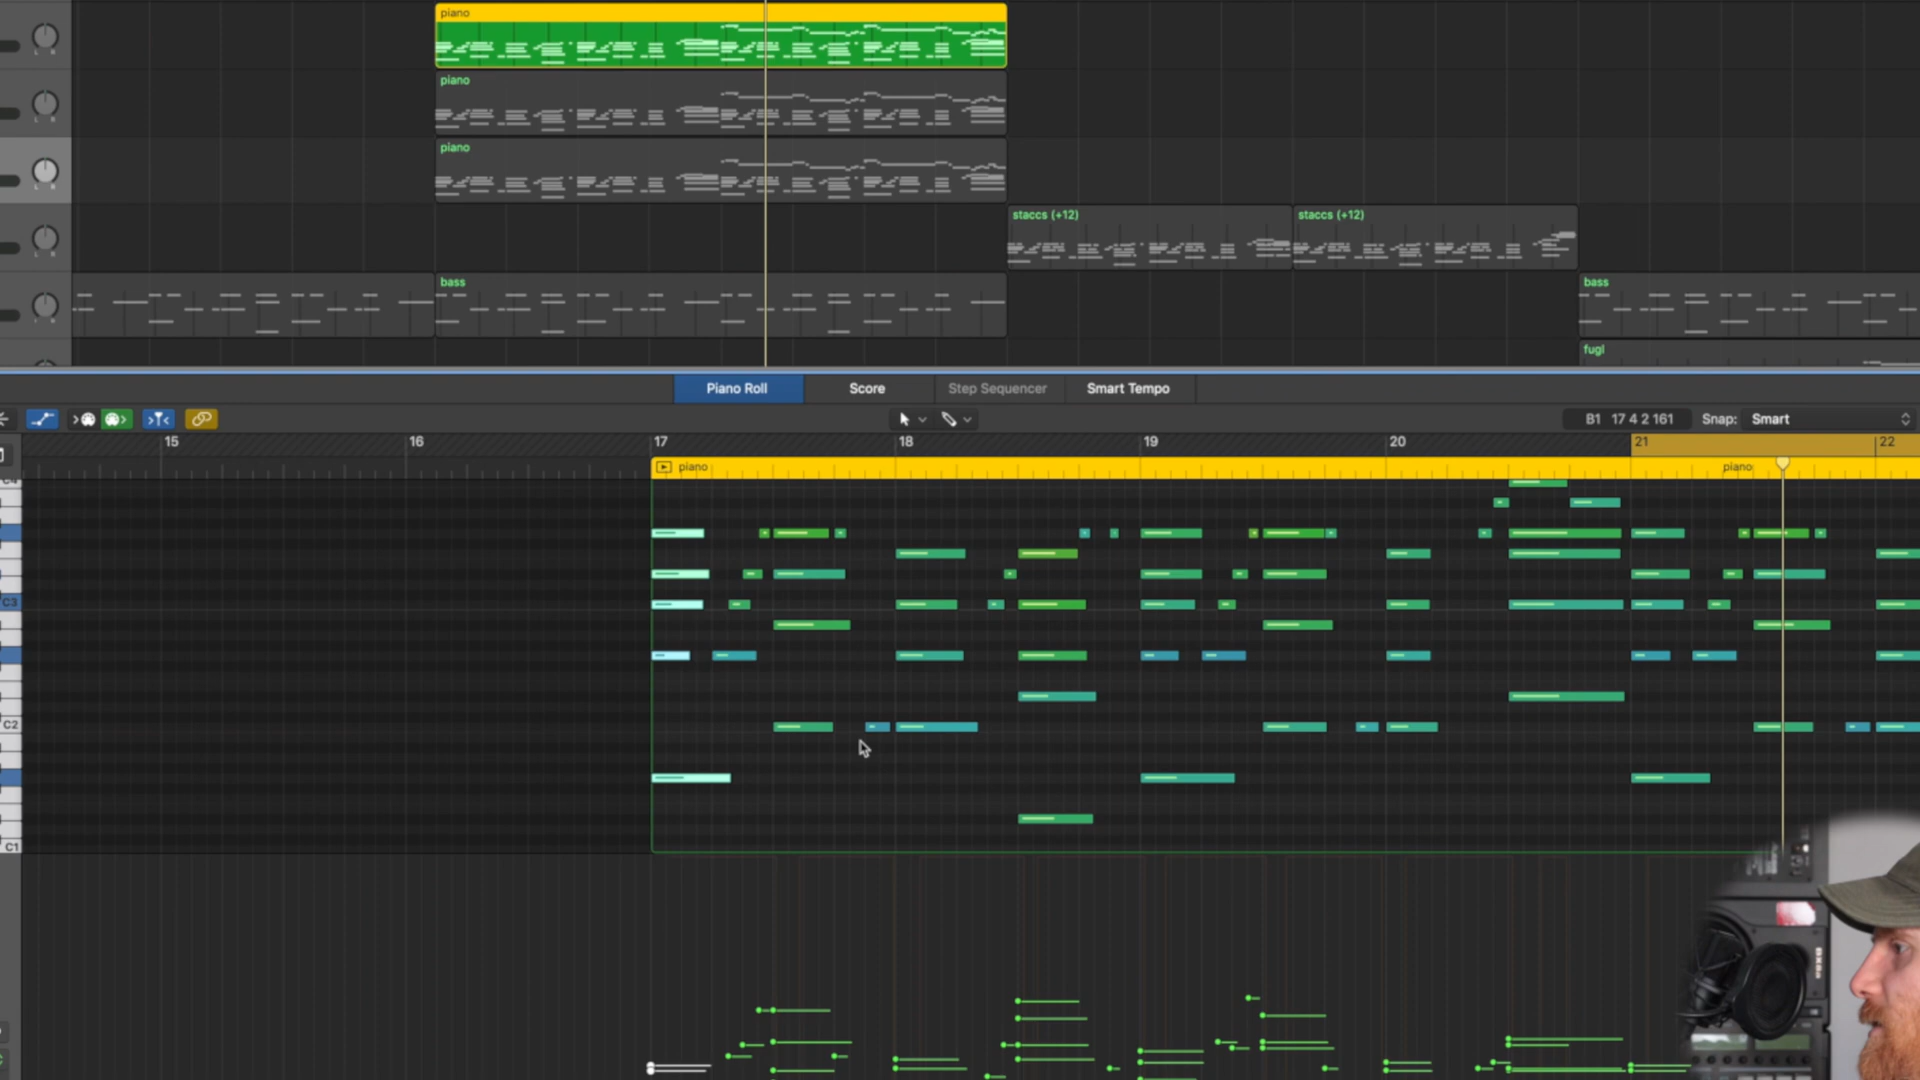 piano
piano
piano
staccs (+12)
staccs (+12)
bass
bass
fugl
Piano Roll
Score
Step Sequencer
Smart Tempo
B1 17 4 2 161
Snap: Smart
15
16
17
18
19
20
21
22
piano
piano
C4
C3
C2
C1